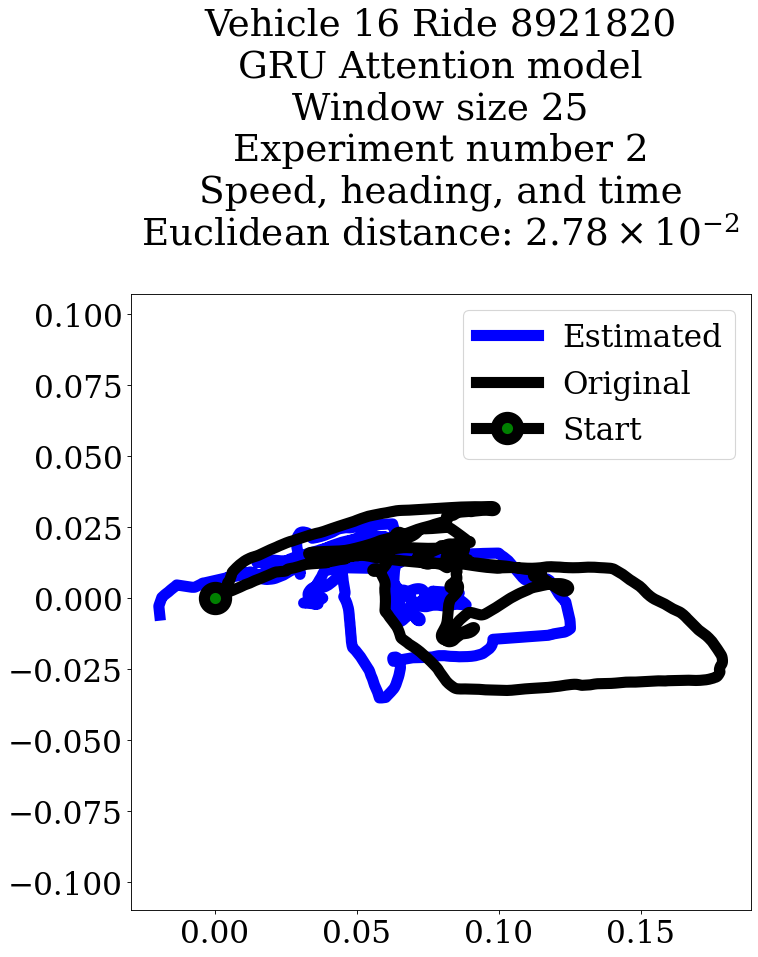 Vehicle 16 Ride 8921820
GRU Attention model
Window size 25
Experiment number 2
Speed, heading, and time
Euclidean distance: 2.78 × 10⁻²
Estimated
Original
Start
0.100
0.075
0.050
0.025
0.000
−0.025
−0.050
−0.075
−0.100
0.00 0.05 0.10 0.15